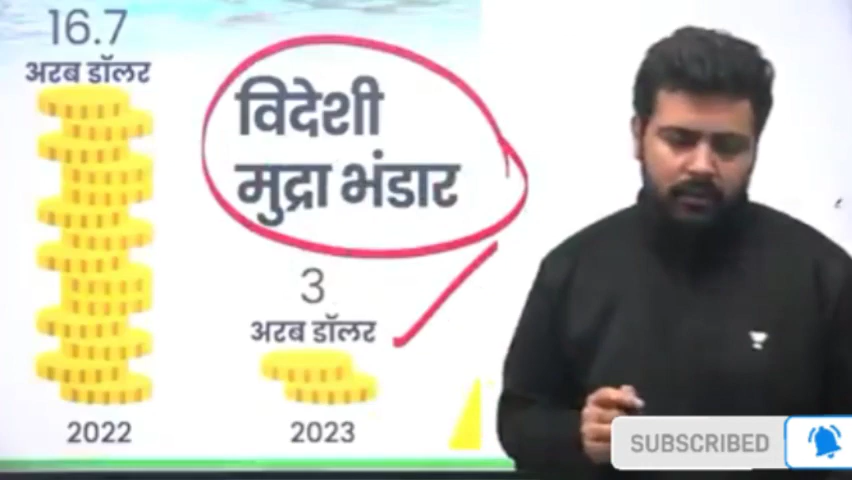 16.7
अरब डॉलर
विदेशी
मुद्रा भंडार
3
अरब डॉलर
2022
2023
SUBSCRIBED